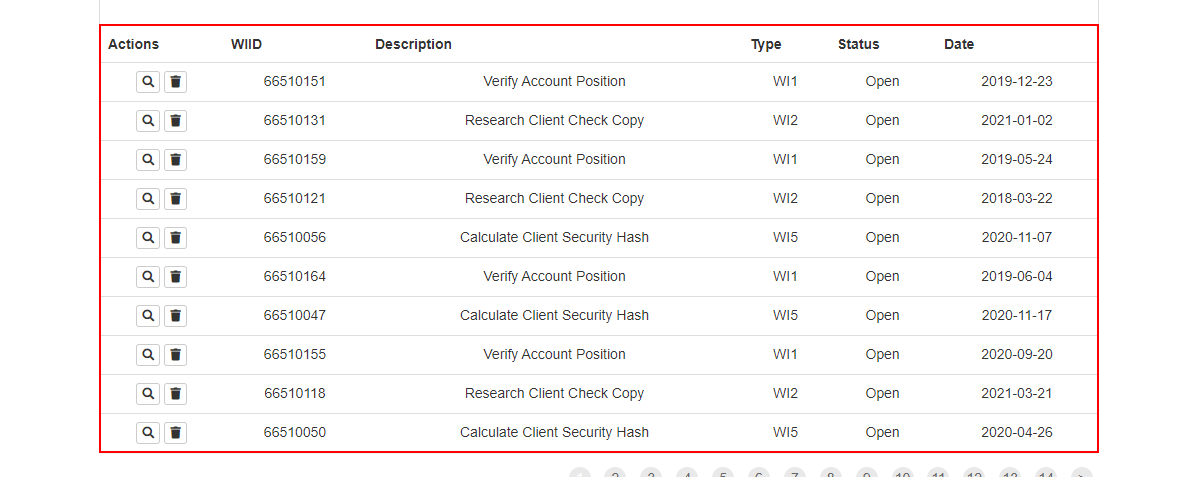 Actions WIID Description Type Status Date
66510151 Verify Account Position WI1 Open 2019-12-23
66510131 Research Client Check Copy WI2 Open 2021-01-02
66510159 Verify Account Position WI1 Open 2019-05-24
66510121 Research Client Check Copy WI2 Open 2018-03-22
66510056 Calculate Client Security Hash WI5 Open 2020-11-07
66510164 Verify Account Position WI1 Open 2019-06-04
66510047 Calculate Client Security Hash WI5 Open 2020-11-17
66510155 Verify Account Position WI1 Open 2020-09-20
66510118 Research Client Check Copy WI2 Open 2021-03-21
66510050 Calculate Client Security Hash WI5 Open 2020-04-26
2 3 4 5 6 7 8 9 10 11 12 13 14 >